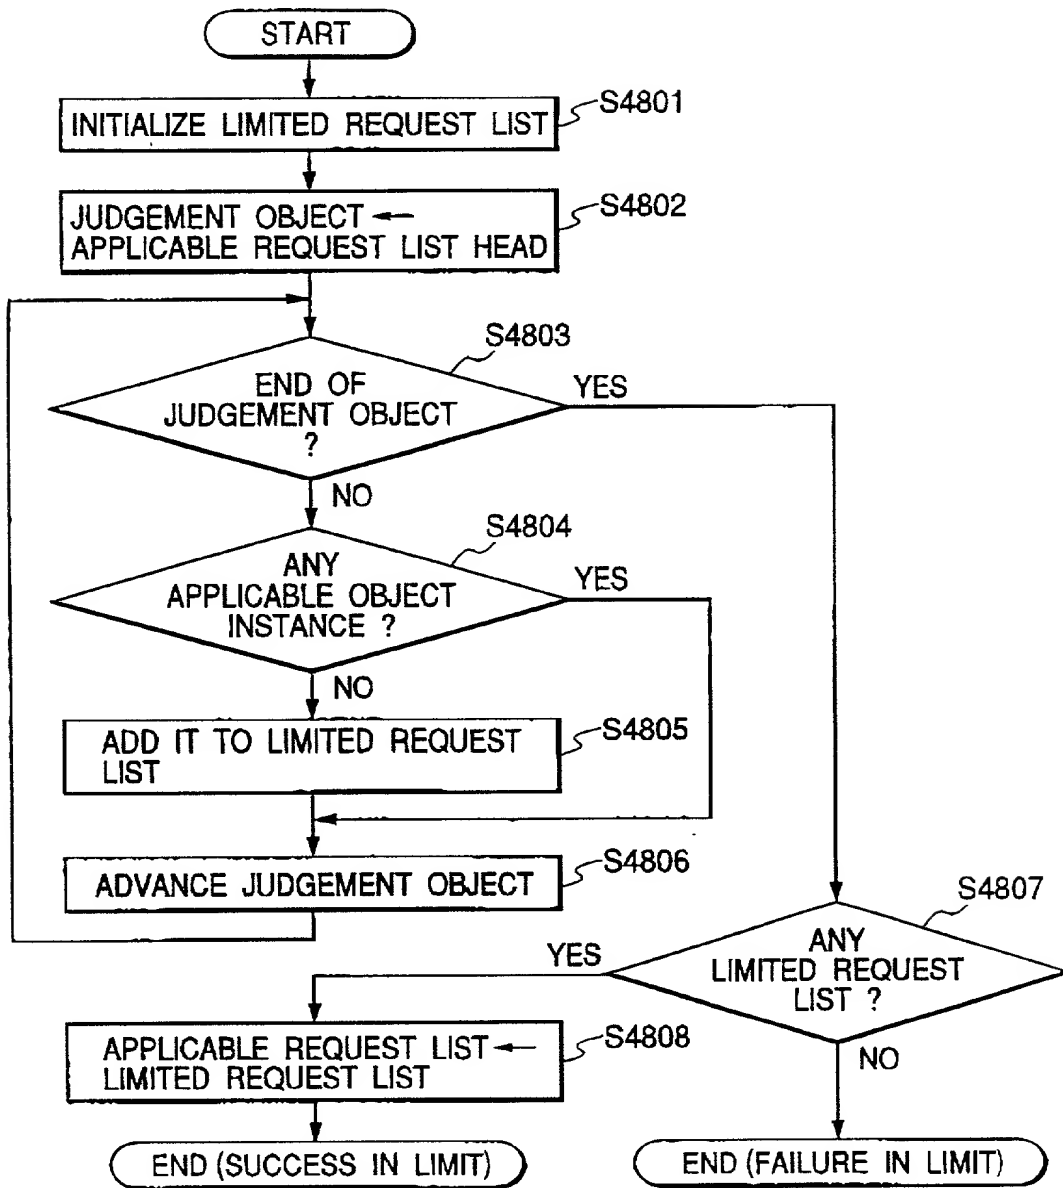 START
INITIALIZE LIMITED REQUEST LIST
S4801
JUDGEMENT OBJECT ←
APPLICABLE REQUEST LIST HEAD
S4802
S4803
END OF
JUDGEMENT OBJECT
?
YES
NO
S4804
ANY
APPLICABLE OBJECT
INSTANCE ?
YES
NO
ADD IT TO LIMITED REQUEST
LIST
S4805
ADVANCE JUDGEMENT OBJECT
S4806
S4807
ANY
LIMITED REQUEST
LIST ?
YES
NO
APPLICABLE REQUEST LIST ←
LIMITED REQUEST LIST
S4808
END (SUCCESS IN LIMIT)
END (FAILURE IN LIMIT)